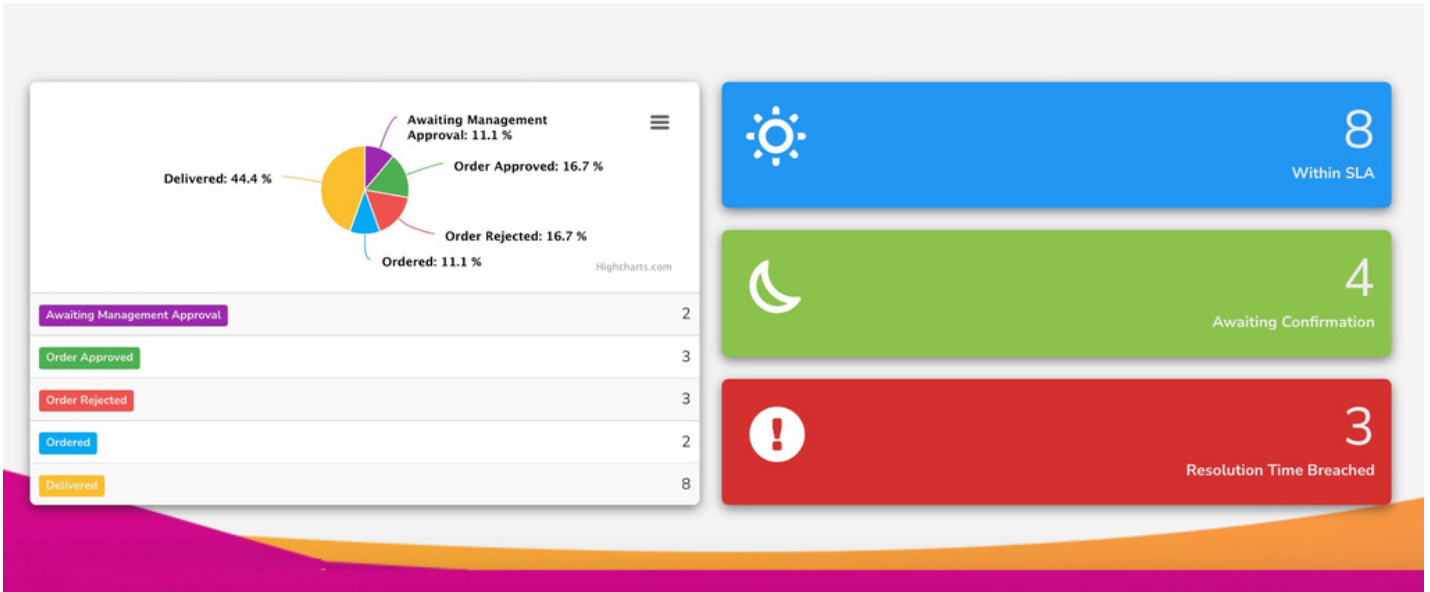 Awaiting Management
Approval: 11.1 %
Order Approved: 16.7 %
Delivered: 44.4 %
Order Rejected: 16.7 %
Ordered: 11.1 %
Highcharts.com
Awaiting Management Approval 2
Order Approved 3
Order Rejected 3
Ordered 2
Delivered 8
8
Within SLA
4
Awaiting Confirmation
3
Resolution Time Breached